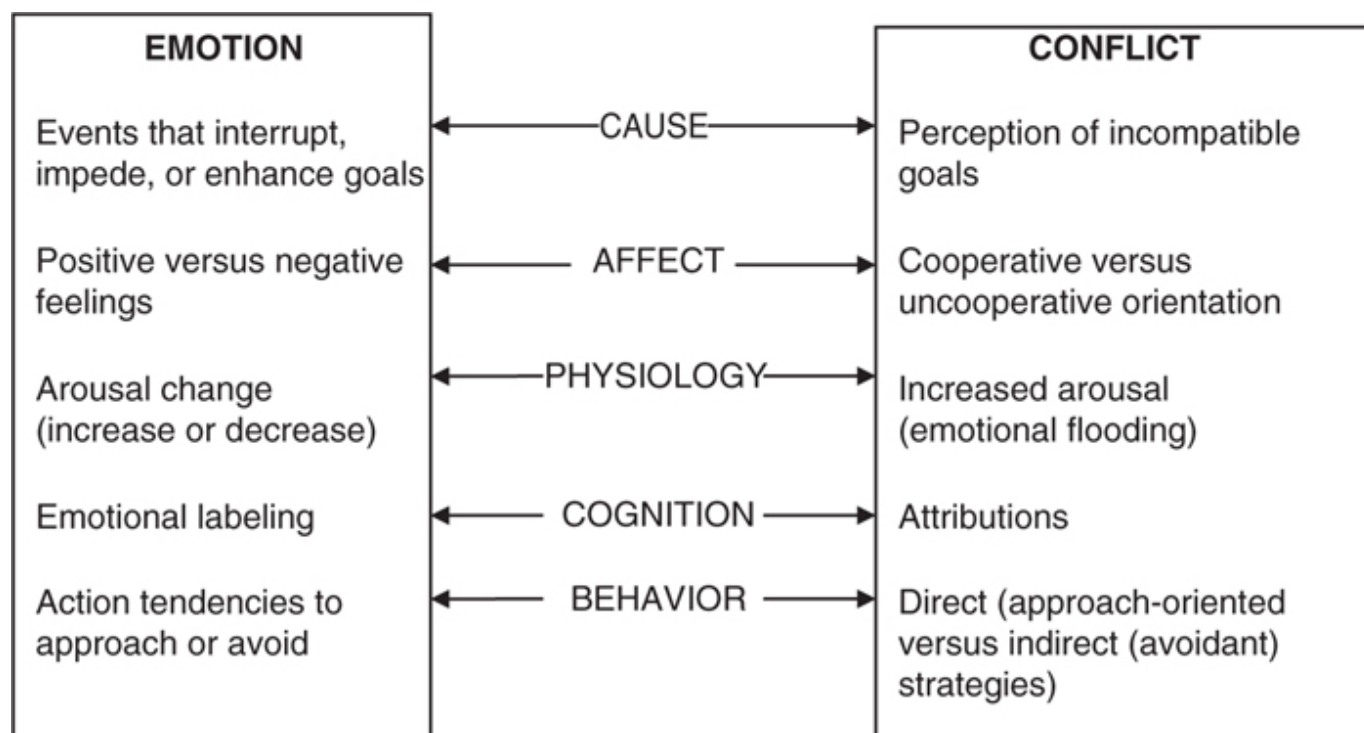 EMOTION
Events that interrupt,
impede, or enhance goals
Positive versus negative
feelings
Arousal change
(increase or decrease)
Emotional labeling
Action tendencies to
approach or avoid
CAUSE
AFFECT
PHYSIOLOGY
COGNITION
BEHAVIOR
CONFLICT
Perception of incompatible
goals
Cooperative versus
uncooperative orientation
Increased arousal
(emotional flooding)
Attributions
Direct (approach-oriented
versus indirect (avoidant)
strategies)